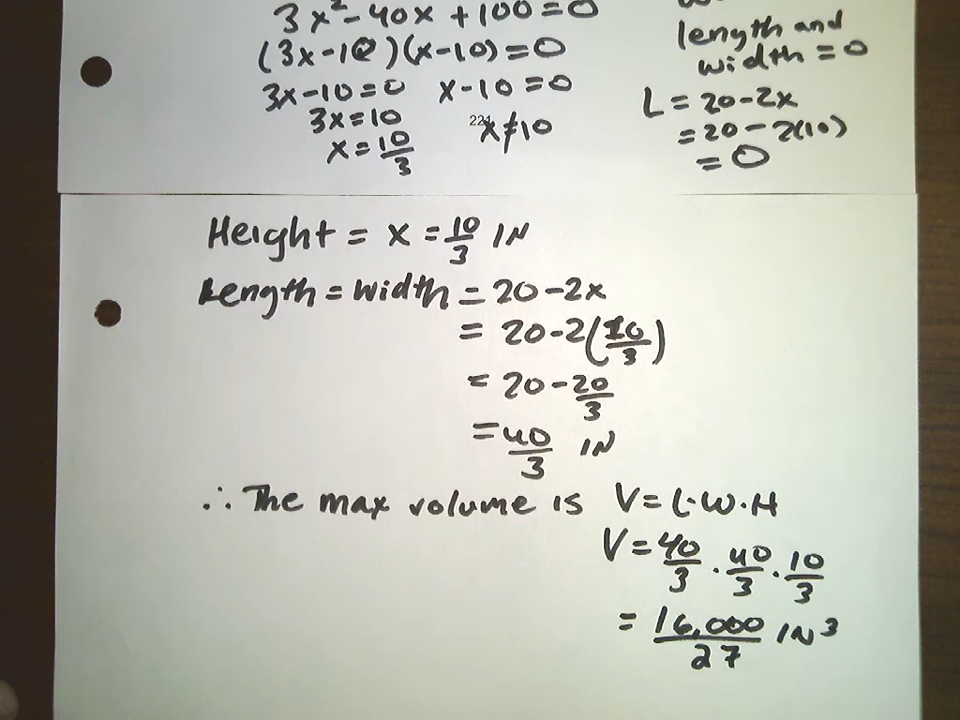 3x² - 40x + 100 = 0
(3x - 10)(x - 10) = 0
3x - 10 = 0 x - 10 = 0
3x = 10 x ≠ 10
x = 10/3
221
length and
width = 0
L = 20 - 2x
= 20 - 2(10)
= 0
Height = x = 10/3 IN
Length = width = 20 - 2x
= 20 - 2(20/3)
= 20 - 20/3
= 40/3 IN
∴ The max volume is V = L·W·H
V = 40/3 · 40/3 · 10/3
= 16,000/27 IN³